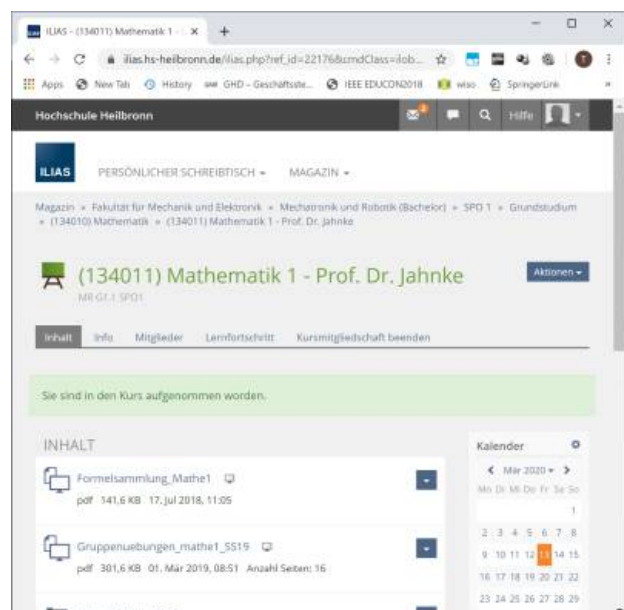 ILIAS - (134011) Mathematik 1 -
ilias.hs-heilbronn.de/ilias.php?ref_id=22176&cmdClass=ilob...
Apps New Tab History GHD - Geschäftsste... IEEE EDUCON2018 wiso SpringerLink
Hochschule Heilbronn Hilfe
ILIAS PERSÖNLICHER SCHREIBTISCH MAGAZIN
Magazin » Fakultät für Mechanik und Elektronik » Mechatronik und Robotik (Bachelor) » SPO 1 » Grundstudium
» (134010) Mathematik » (134011) Mathematik 1 - Prof. Dr. Jahnke
(134011) Mathematik 1 - Prof. Dr. Jahnke Aktionen
MR G1.1 SPO1
Inhalt Info Mitglieder Lernfortschritt Kursmitgliedschaft beenden
Sie sind in den Kurs aufgenommen worden.
INHALT
Formelsammlung_Mathe1
pdf 141,6 KB 17. Jul 2018, 11:05
Gruppenuebungen_mathe1_SS19
pdf 301,6 KB 01. Mär 2019, 08:51 Anzahl Seiten: 16
Kalender
Mär 2020
Mo Di Mi Do Fr Sa So
1
2 3 4 5 6 7 8
9 10 11 12 13 14 15
16 17 18 19 20 21 22
23 24 25 26 27 28 29